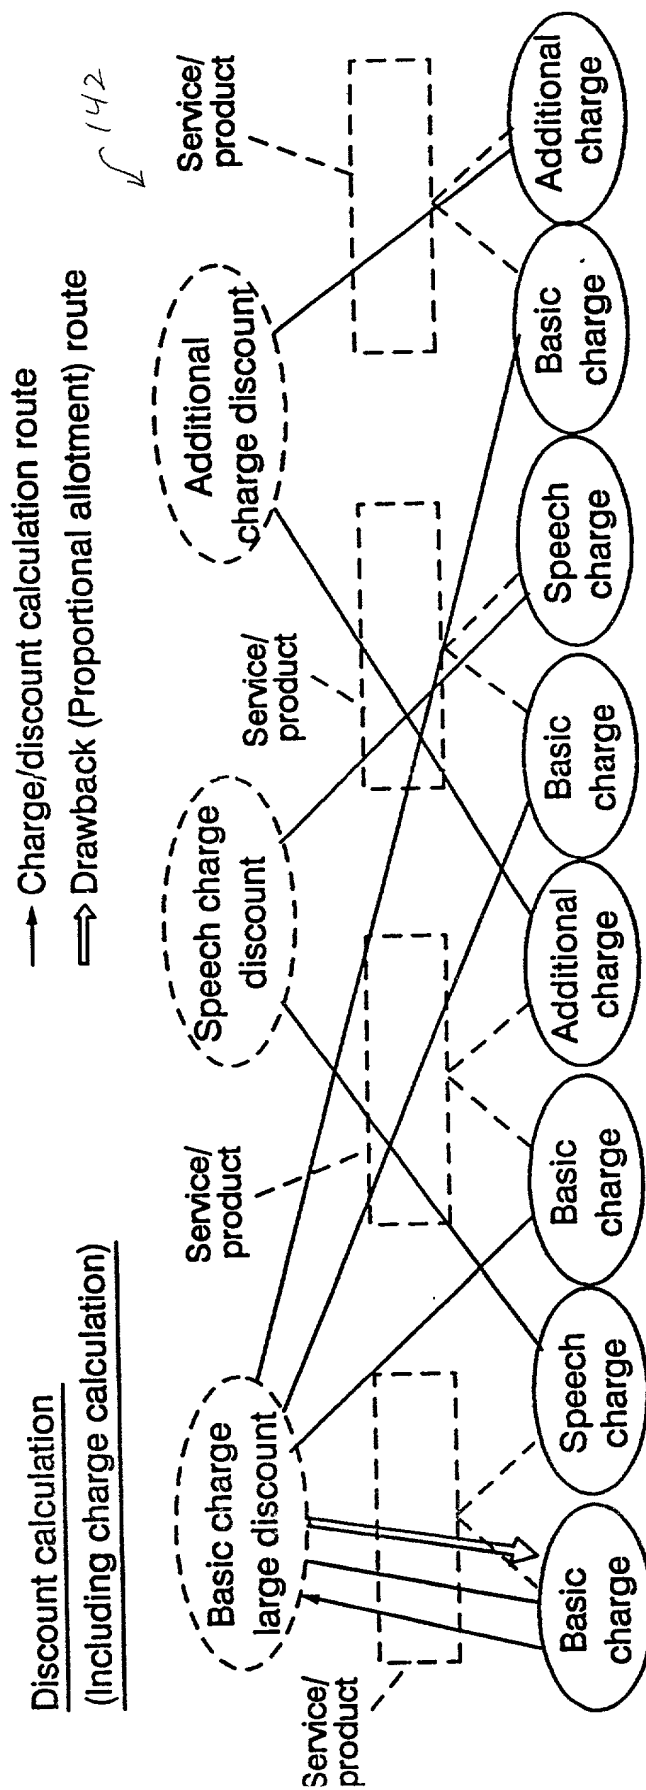 Discount calculation
(Including charge calculation)
Charge/discount calculation route
Drawback (Proportional allotment) route
142
Basic charge
large discount
Speech charge
discount
Additional
charge discount
Service/
product
Service/
product
Service/
product
Service/
product
Basic
charge
Speech
charge
Basic
charge
Additional
charge
Basic
charge
Speech
charge
Basic
charge
Additional
charge